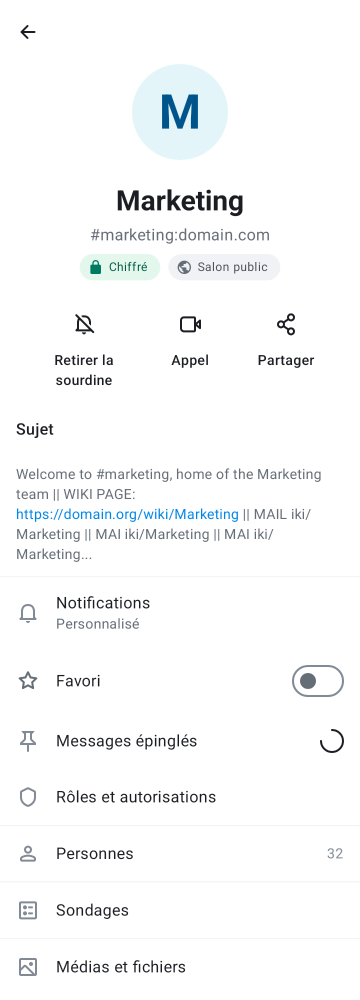 M
Marketing
#marketing:domain.com
Chiffré
Salon public
Retirer la
sourdine
Appel
Partager
Sujet
Welcome to #marketing, home of the Marketing
team || WIKI PAGE:
https://domain.org/wiki/Marketing || MAIL iki/
Marketing || MAI iki/Marketing || MAI iki/
Marketing...
Notifications
Personnalisé
Favori
Messages épinglés
Rôles et autorisations
Personnes 32
Sondages
Médias et fichiers